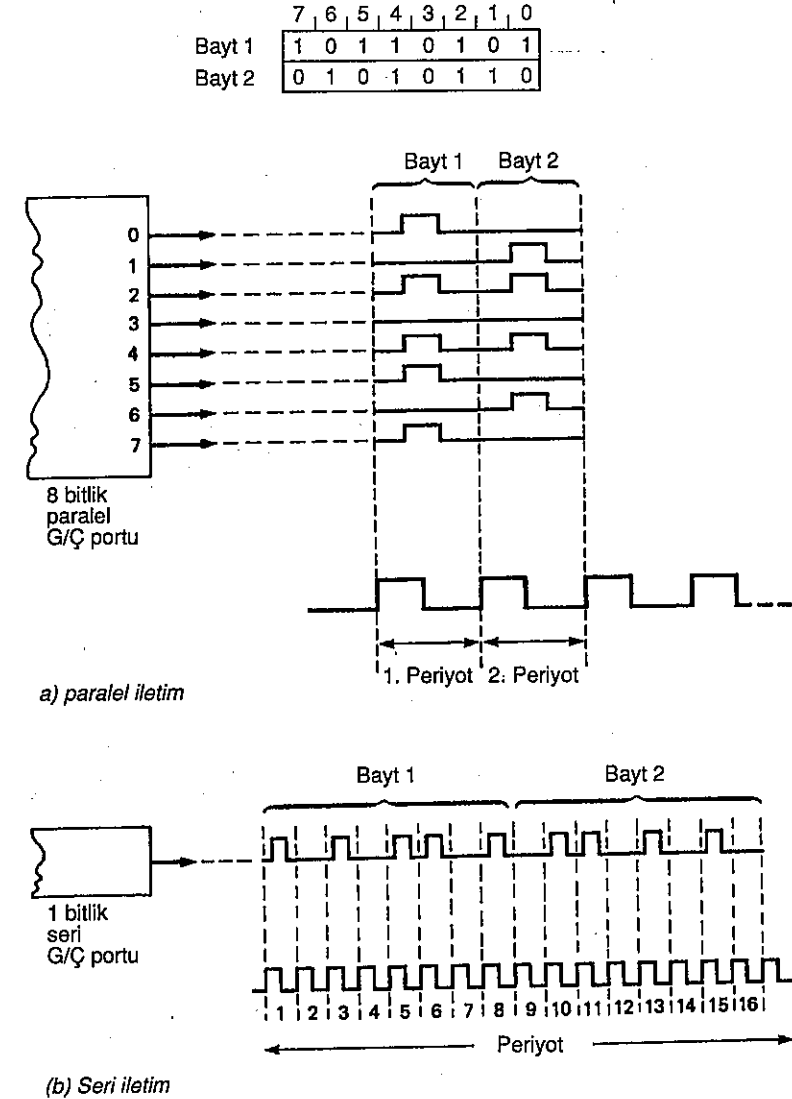 7 6 5 4 3 2 1 0
Bayt 1 1 0 1 1 0 1 0 1
Bayt 2 0 1 0 1 0 1 1 0
Bayt 1 Bayt 2
0
1
2
3
4
5
6
7
8 bitlik
paralel
G/Ç portu
1. Periyot 2. Periyot
a) paralel iletim
Bayt 1 Bayt 2
1 bitlik
seri
G/Ç portu
1 2 3 4 5 6 7 8 9 10 11 12 13 14 15 16
Periyot
(b) Seri iletim